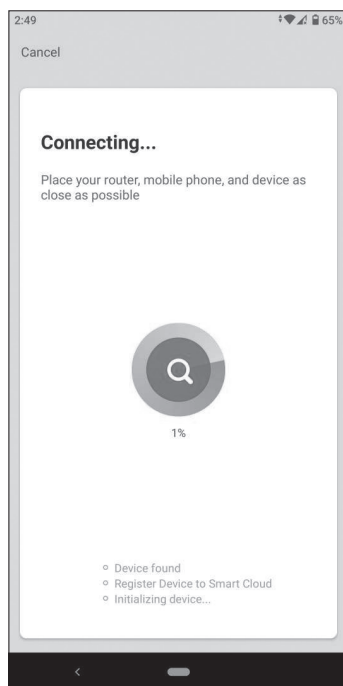 2:49
65%
Cancel
Connecting...
Place your router, mobile phone, and device as
close as possible
1%
Device found
Register Device to Smart Cloud
Initializing device...